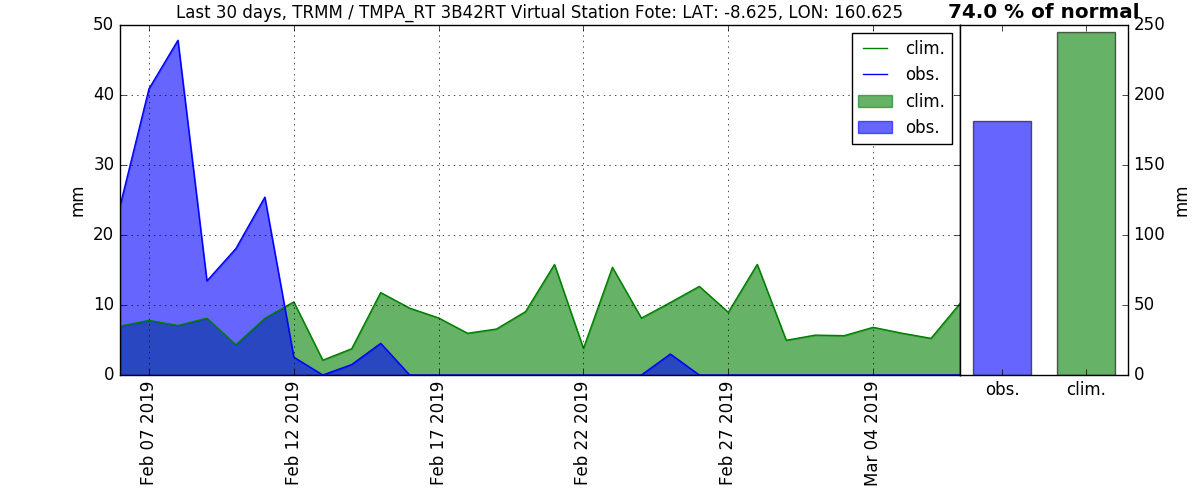 Last 30 days, TRMM / TMPA_RT 3B42RT Virtual Station Fote: LAT: -8.625, LON: 160.625
74.0 % of normal
50
40
30
20
10
0
mm
clim.
obs.
clim.
obs.
250
200
150
100
50
0
mm
Feb 07 2019
Feb 12 2019
Feb 17 2019
Feb 22 2019
Feb 27 2019
Mar 04 2019
obs.
clim.